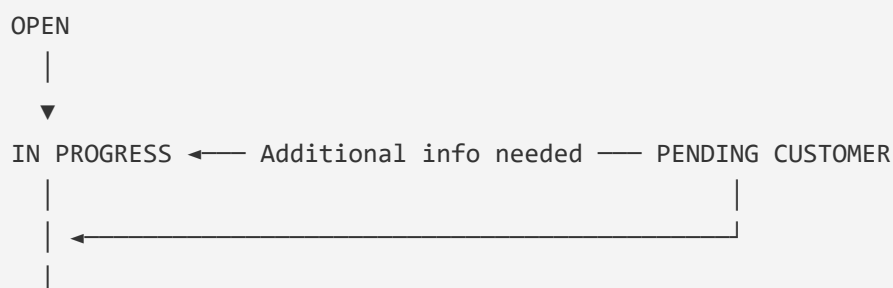 OPEN
IN PROGRESS ◄─── Additional info needed ─── PENDING CUSTOMER